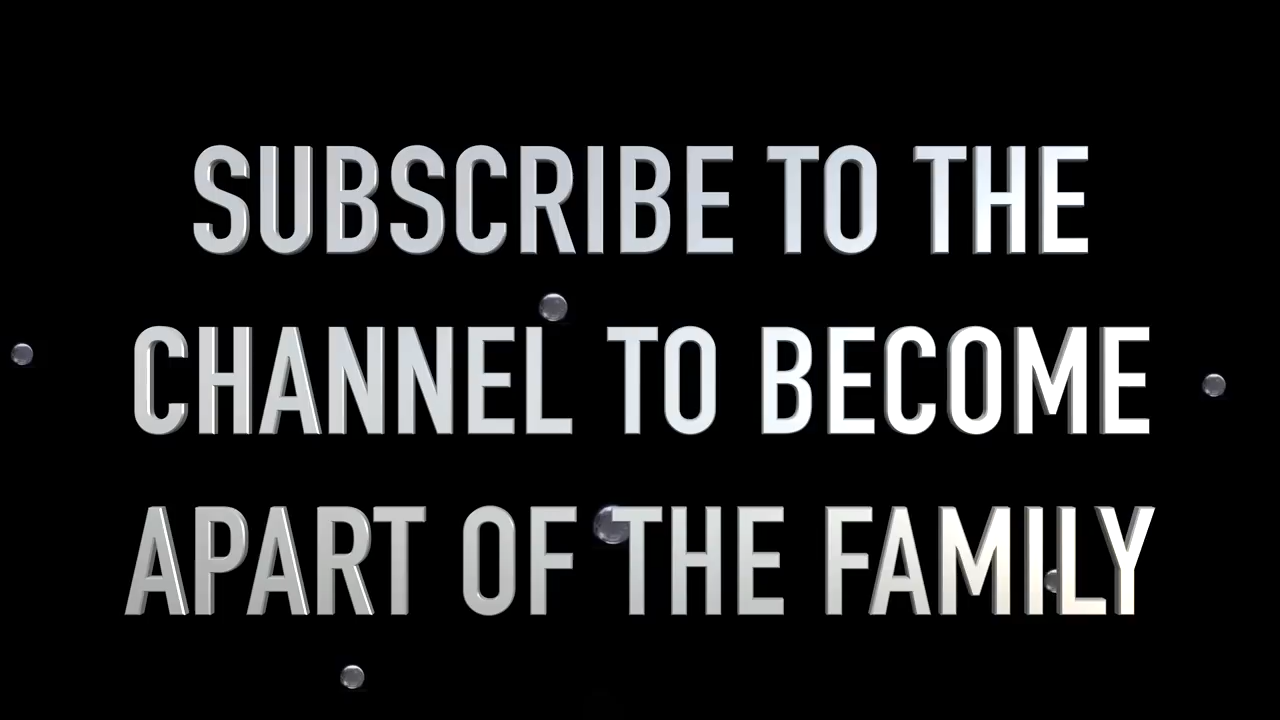 SUBSCRIBE TO THE
CHANNEL TO BECOME
APART OF THE FAMILY